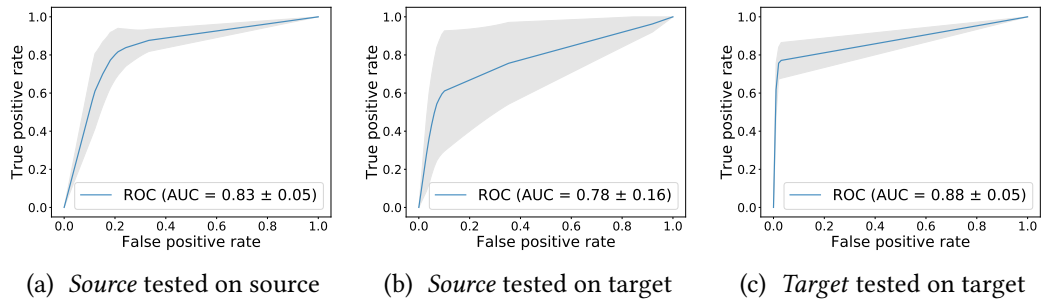 True positive rate
1.0
0.8
0.6
0.4
0.2
0.0
ROC (AUC = 0.83 ± 0.05)
0.0 0.2 0.4 0.6 0.8 1.0
False positive rate
(a) Source tested on source
True positive rate
1.0
0.8
0.6
0.4
0.2
0.0
ROC (AUC = 0.78 ± 0.16)
0.0 0.2 0.4 0.6 0.8 1.0
False positive rate
(b) Source tested on target
True positive rate
1.0
0.8
0.6
0.4
0.2
0.0
ROC (AUC = 0.88 ± 0.05)
0.0 0.2 0.4 0.6 0.8 1.0
False positive rate
(c) Target tested on target